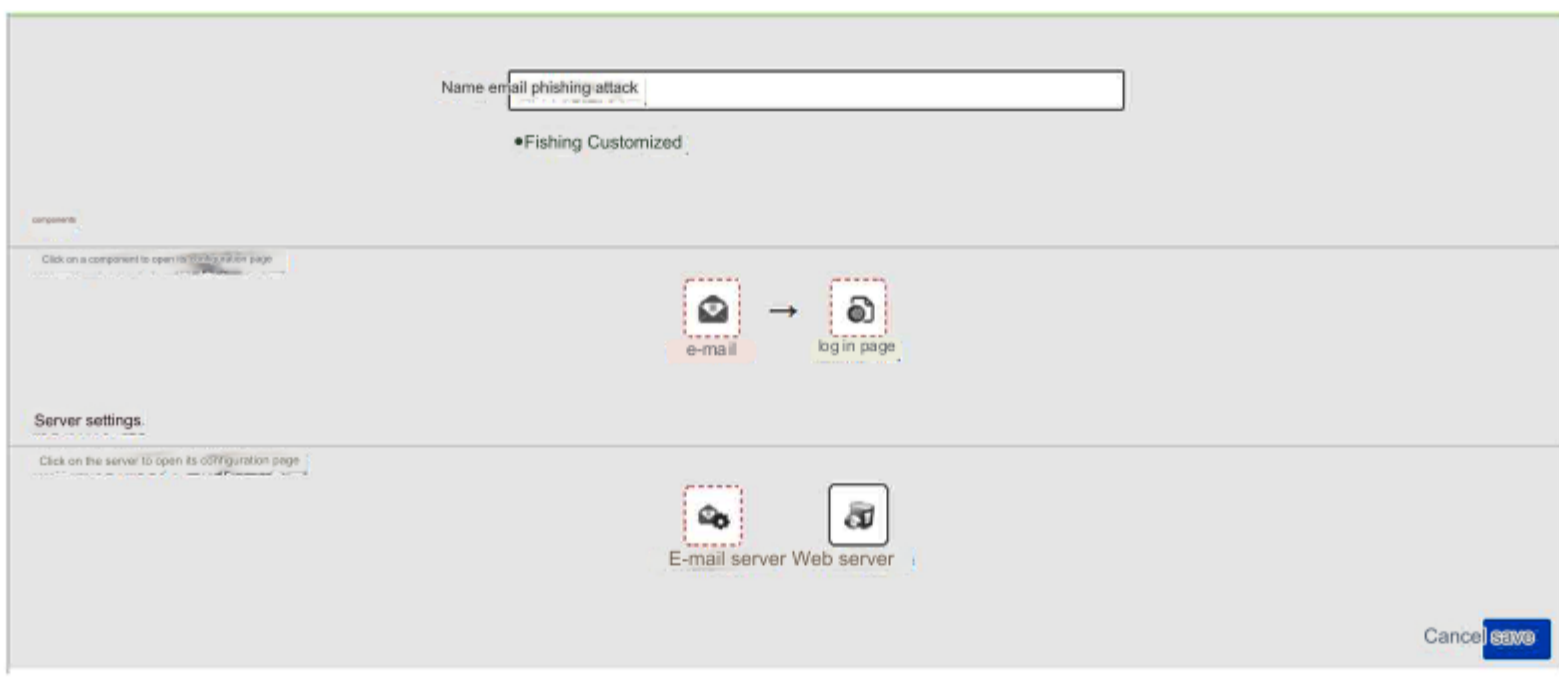 Name email phishing attack
•Fishing Customized
components
Click on a component to open its configuration page
e-mail
log in page
Server settings
Click on the server to open its configuration page
E-mail server Web server
Cancel save